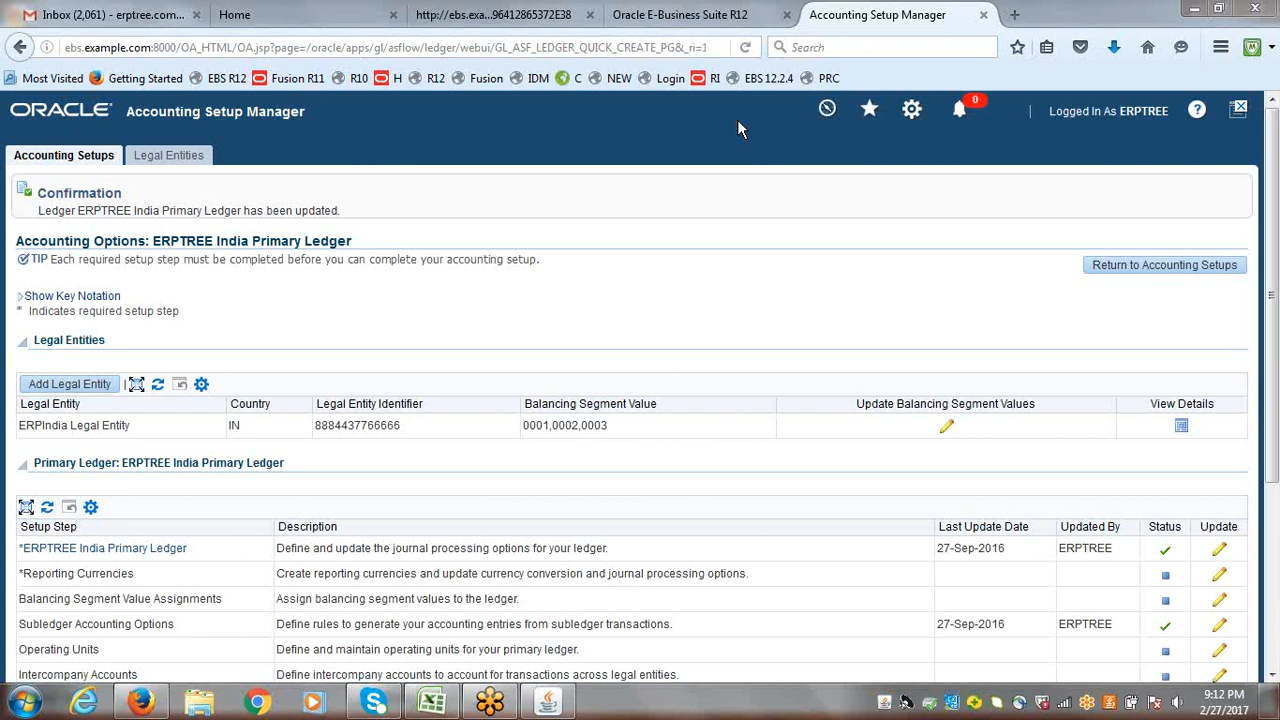 Inbox (2,061) - erptree.com...
Home
http://ebs.exa...96412865372E38
Oracle E-Business Suite R12
Accounting Setup Manager
ebs.example.com:8000/OA_HTML/OA.jsp?page=/oracle/apps/gl/asflow/ledger/webui/GL_ASF_LEDGER_QUICK_CREATE_PG&_ri=1
Search
Most Visited Getting Started EBS R12 Fusion R11 R10 H R12 Fusion IDM C NEW Login RI EBS 12.2.4 PRC
ORACLE Accounting Setup Manager
0
Logged In As ERPTREE
Accounting Setups Legal Entities
Confirmation
Ledger ERPTREE India Primary Ledger has been updated.
Accounting Options: ERPTREE India Primary Ledger
TIP Each required setup step must be completed before you can complete your accounting setup.
Return to Accounting Setups
Show Key Notation
* Indicates required setup step
Legal Entities
Add Legal Entity
Legal Entity Country Legal Entity Identifier Balancing Segment Value Update Balancing Segment Values View Details
ERPIndia Legal Entity IN 8884437766666 0001,0002,0003
Primary Ledger: ERPTREE India Primary Ledger
Setup Step Description Last Update Date Updated By Status Update
*ERPTREE India Primary Ledger Define and update the journal processing options for your ledger. 27-Sep-2016 ERPTREE
*Reporting Currencies Create reporting currencies and update currency conversion and journal processing options.
Balancing Segment Value Assignments Assign balancing segment values to the ledger.
Subledger Accounting Options Define rules to generate your accounting entries from subledger transactions. 27-Sep-2016 ERPTREE
Operating Units Define and maintain operating units for your primary ledger.
Intercompany Accounts Define intercompany accounts to account for transactions across legal entities.
9:12 PM
2/27/2017